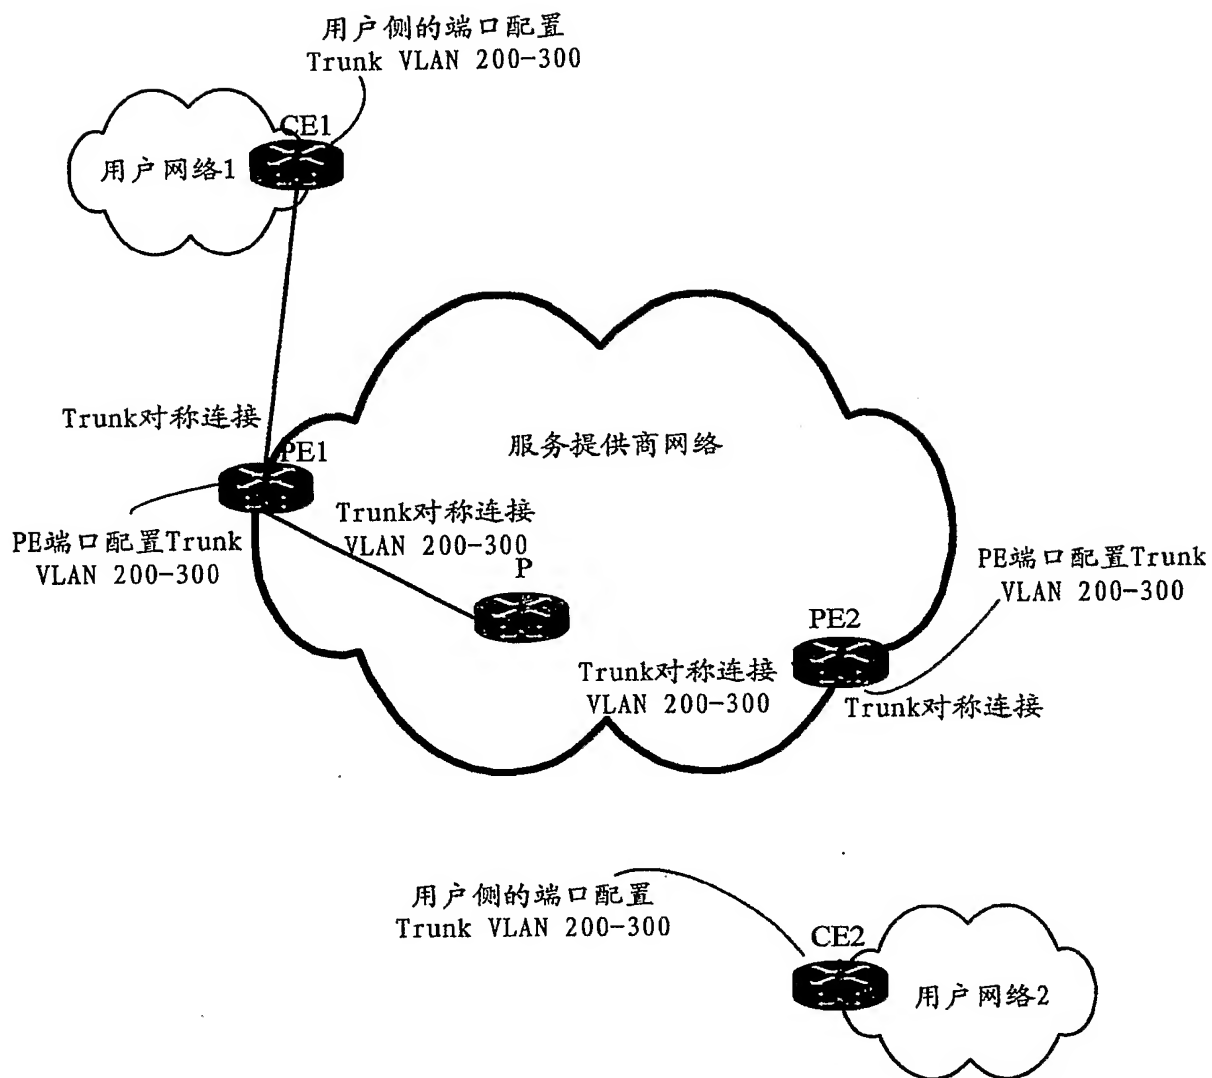 用户侧的端口配置
Trunk VLAN 200-300
CE1
用户网络1
Trunk对称连接
PE1
服务提供商网络
PE端口配置Trunk
VLAN 200-300
Trunk对称连接
VLAN 200-300
P
PE端口配置Trunk
VLAN 200-300
PE2
Trunk对称连接
VLAN 200-300
Trunk对称连接
用户侧的端口配置
Trunk VLAN 200-300
CE2
用户网络2